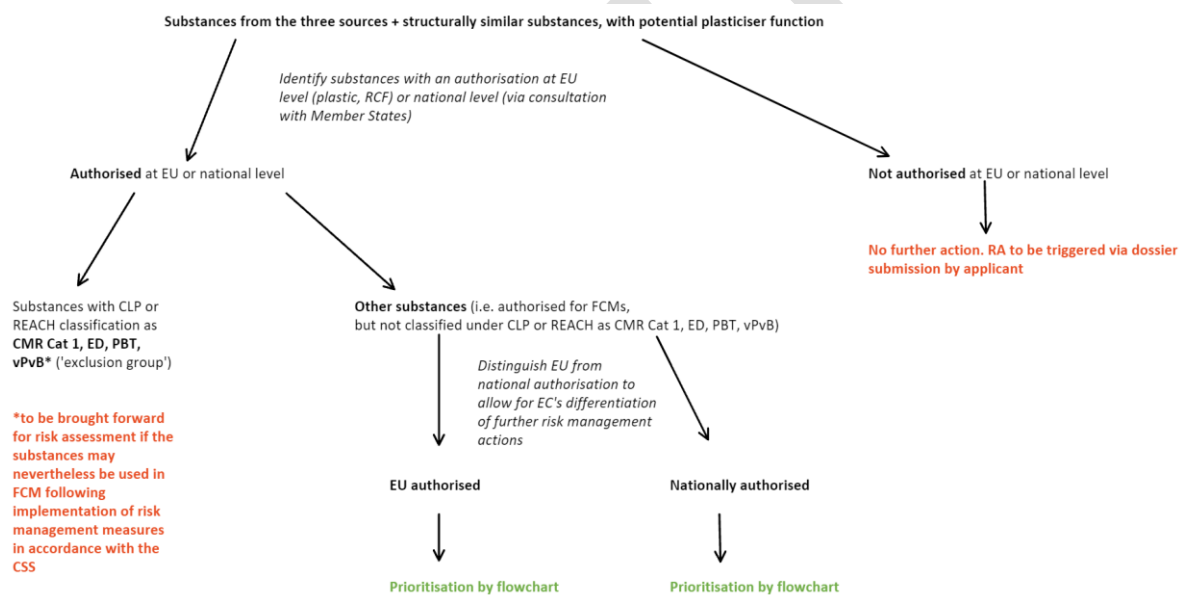 Substances from the three sources + structurally similar substances, with potential plasticiser function
Identify substances with an authorisation at EU
level (plastic, RCF) or national level (via consultation
with Member States)
Authorised at EU or national level
Not authorised at EU or national level
No further action. RA to be triggered via dossier
submission by applicant
Substances with CLP or
REACH classification as
CMR Cat 1, ED, PBT,
vPvB* ('exclusion group')
Other substances (i.e. authorised for FCMs,
but not classified under CLP or REACH as CMR Cat 1, ED, PBT, vPvB)
Distinguish EU from
national authorisation to
allow for EC's differentiation
of further risk management
actions
*to be brought forward
for risk assessment if the
substances may
nevertheless be used in
FCM following
implementation of risk
management measures
in accordance with the
CSS
EU authorised
Nationally authorised
Prioritisation by flowchart
Prioritisation by flowchart